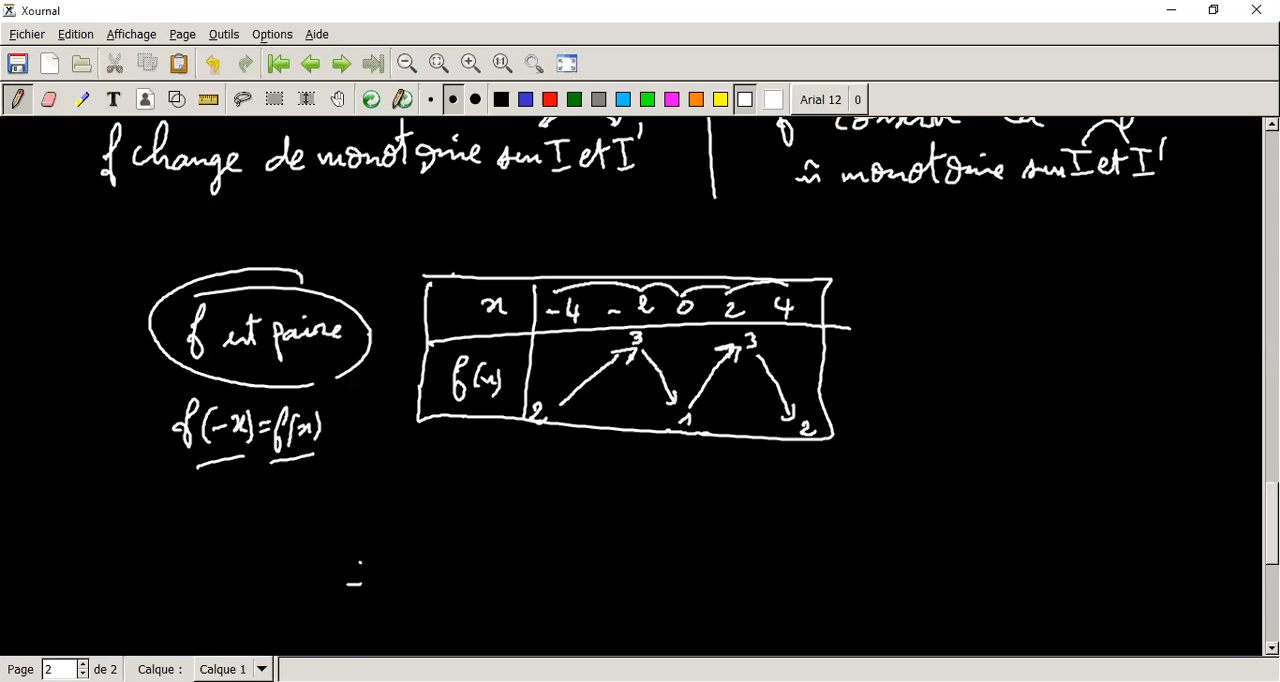 Xournal
Fichier Edition Affichage Page Outils Options Aide
T Arial 12 0
f change de monotonie sur I et I'
m̂ monotonie sur I et I'
x -4 -2 0 2 4
f est paire
3 3
f(x)
2 1 2
f(-x)=f(x)
Page 2 de 2 Calque : Calque 1